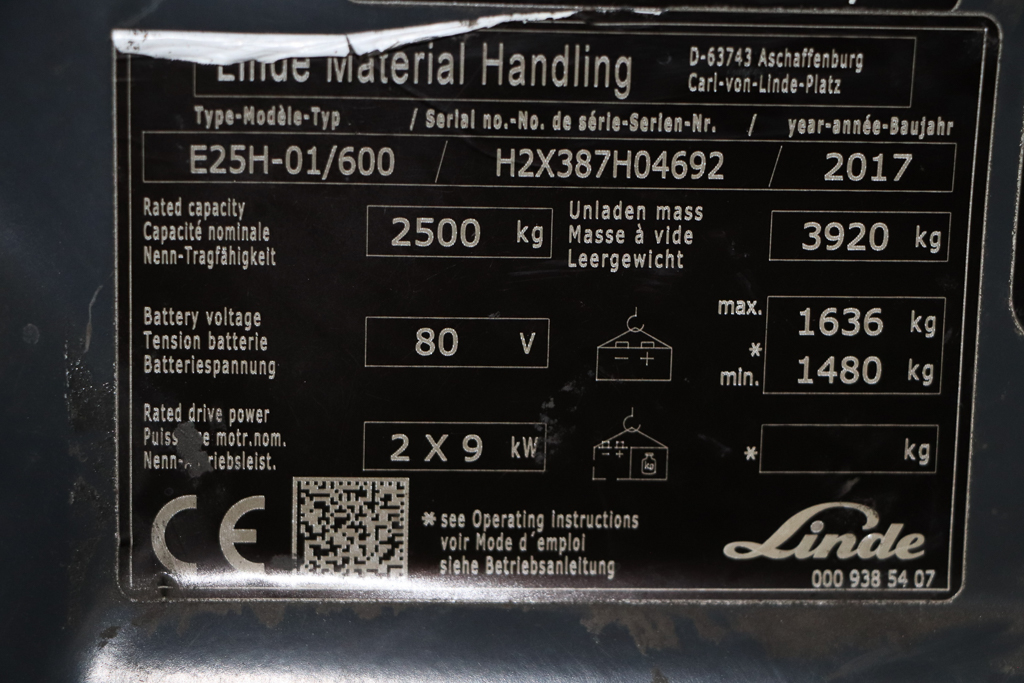 Linde Material Handling
D-63743 Aschaffenburg
Carl-von-Linde-Platz
Type-Modèle-Typ / Serial no.-No. de série-Serien-Nr. / year-année-Baujahr
E25H-01/600 / H2X387H04692 / 2017
Rated capacity
Capacité nominale
Nenn-Tragfähigkeit
2500 kg
Unladen mass
Masse à vide
Leergewicht
3920 kg
Battery voltage
Tension batterie
Batteriespannung
80 V
- +
max. 1636 kg
*
min. 1480 kg
Rated drive power
motr.nom.
2 X 9 kW
- +
kg
* kg
CE
* see Operating instructions
voir Mode d´emploi
siehe Betriebsanleitung
Linde
000 938 54 07